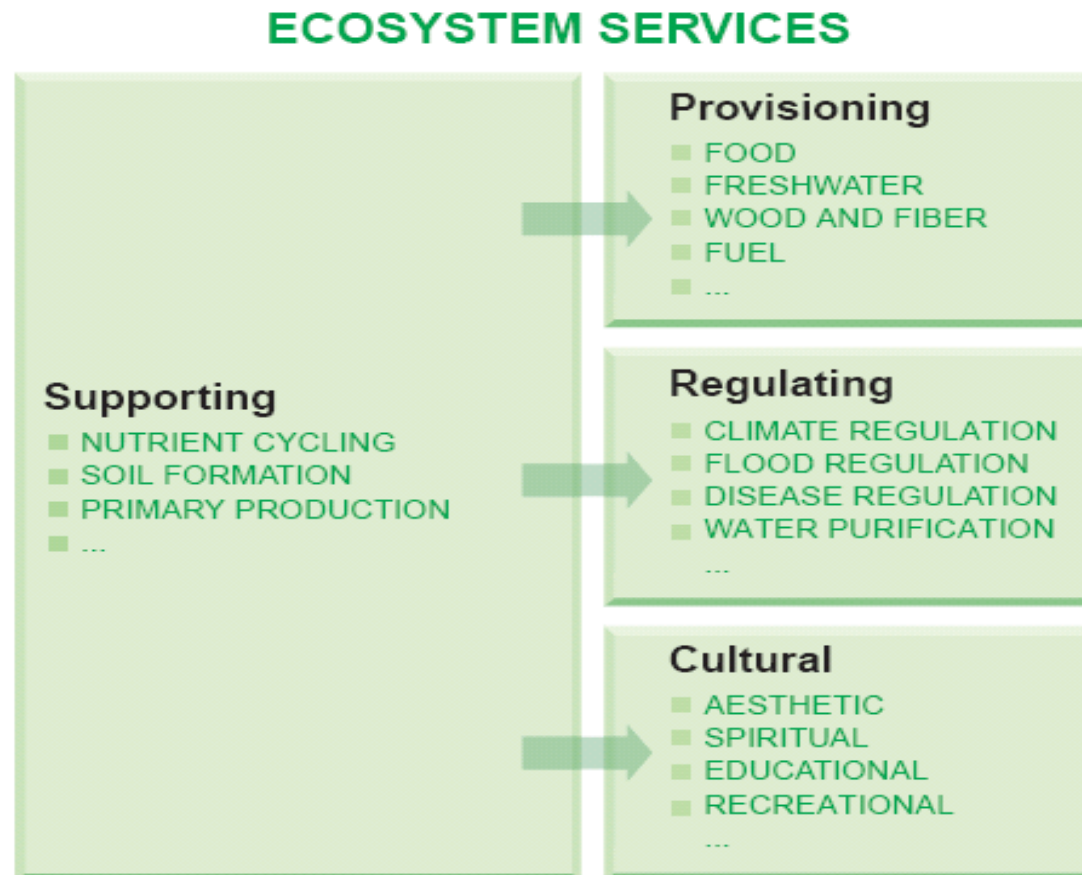 ECOSYSTEM SERVICES
Supporting
NUTRIENT CYCLING
SOIL FORMATION
PRIMARY PRODUCTION
...
Provisioning
FOOD
FRESHWATER
WOOD AND FIBER
FUEL
...
Regulating
CLIMATE REGULATION
FLOOD REGULATION
DISEASE REGULATION
WATER PURIFICATION
...
Cultural
AESTHETIC
SPIRITUAL
EDUCATIONAL
RECREATIONAL
...